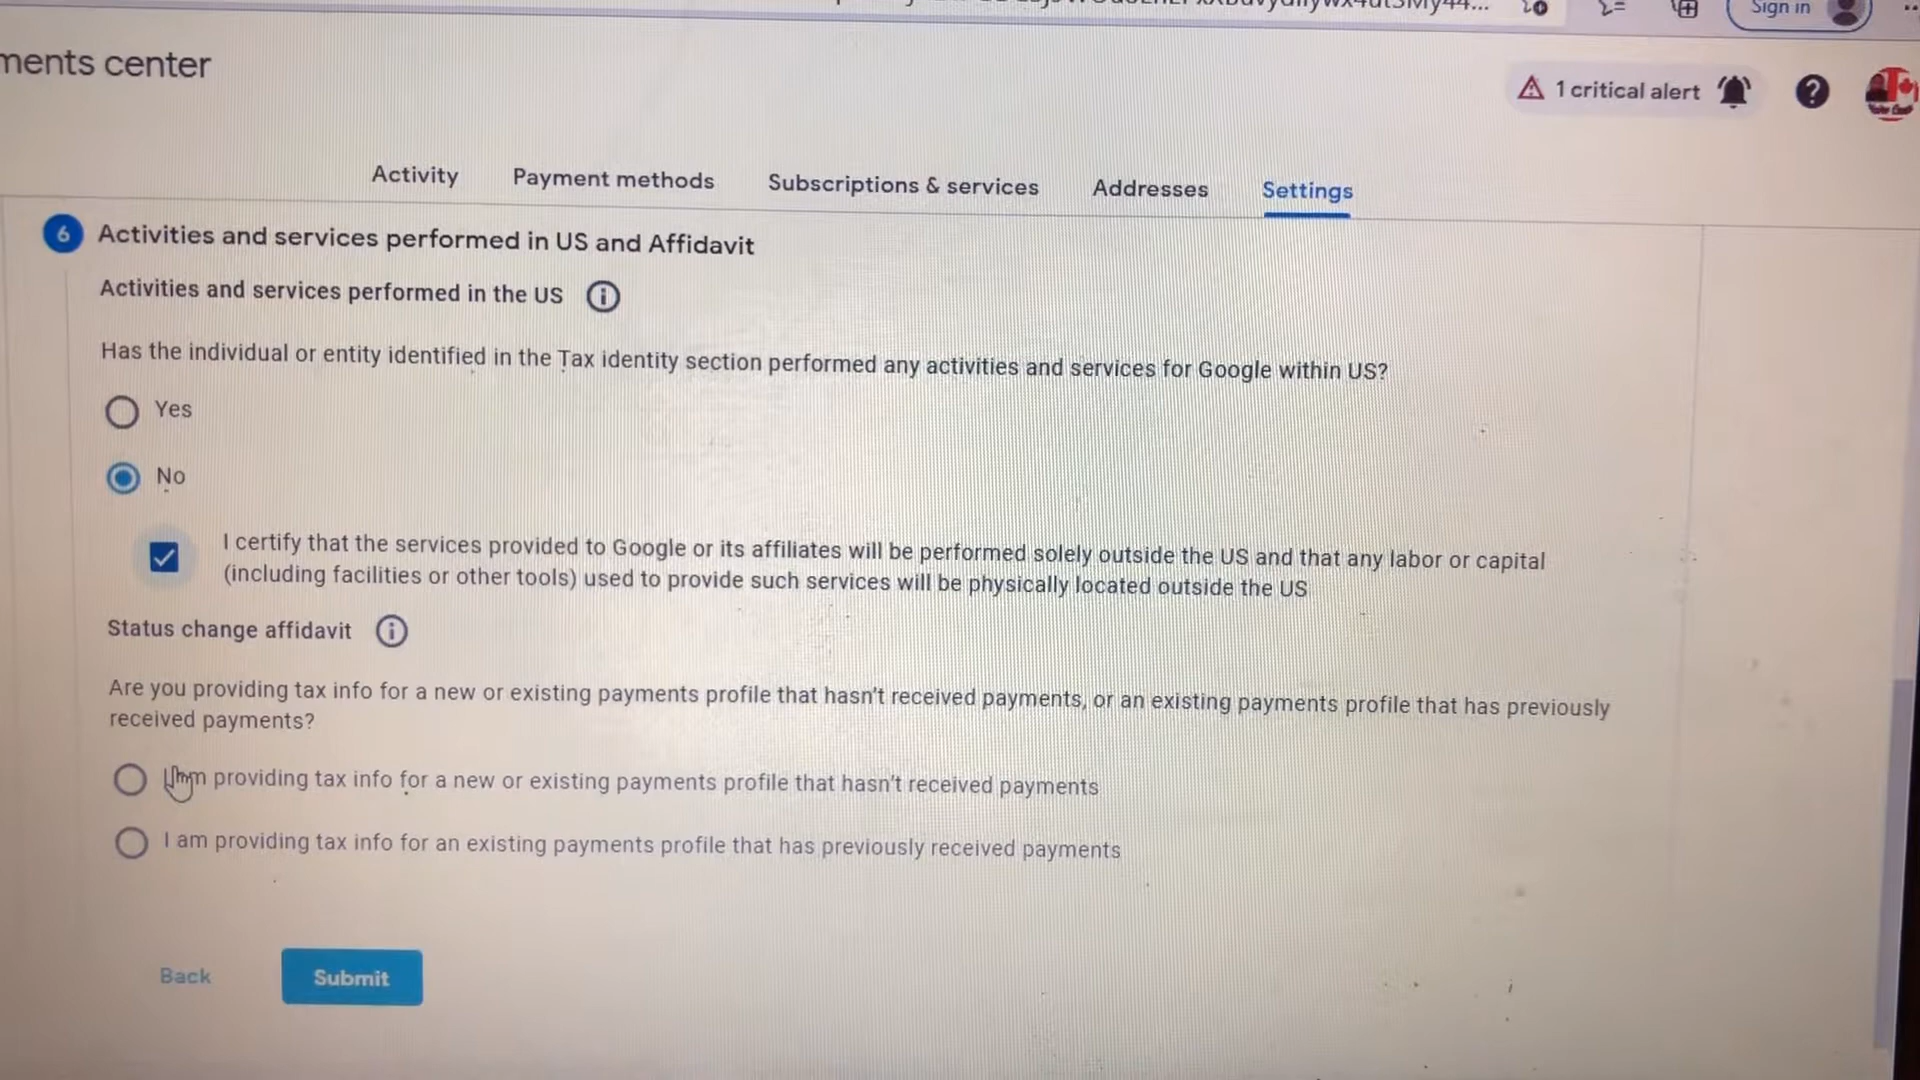 ments center
Sign in
1 critical alert
Activity
Payment methods
Subscriptions & services
Addresses
Settings
6 Activities and services performed in US and Affidavit
Activities and services performed in the US
Has the individual or entity identified in the Tax identity section performed any activities and services for Google within US?
Yes
No
I certify that the services provided to Google or its affiliates will be performed solely outside the US and that any labor or capital
(including facilities or other tools) used to provide such services will be physically located outside the US
Status change affidavit
Are you providing tax info for a new or existing payments profile that hasn't received payments, or an existing payments profile that has previously
received payments?
providing tax info for a new or existing payments profile that hasn't received payments
I am providing tax info for an existing payments profile that has previously received payments
Back
Submit